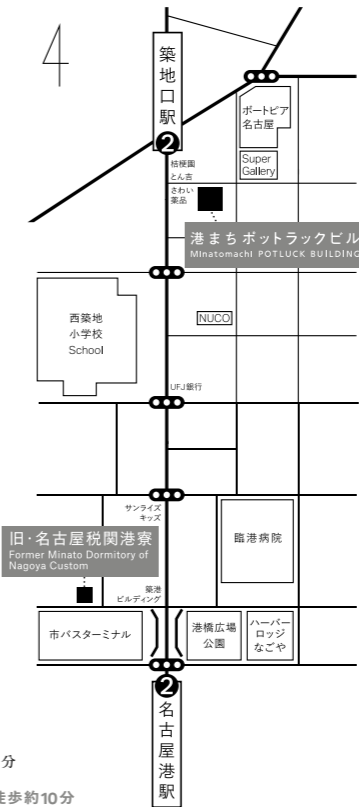 築地口駅
2
ポートピア
名古屋
桔梗園
とん吉
さわい
薬品
Super
Gallery
港まちポットラックビル
Minatomachi POTLUCK BUILDING
西築地
小学校
School
NUCO
UFJ銀行
サンライズ
キッズ
旧・名古屋税関港寮
Former Minato Dormitory of
Nagoya Custom
臨港病院
築港
ビルディング
市バスターミナル
港橋広場
公園
ハーバー
ロッジ
なごや
2
名古屋港駅
分
徒歩約10分